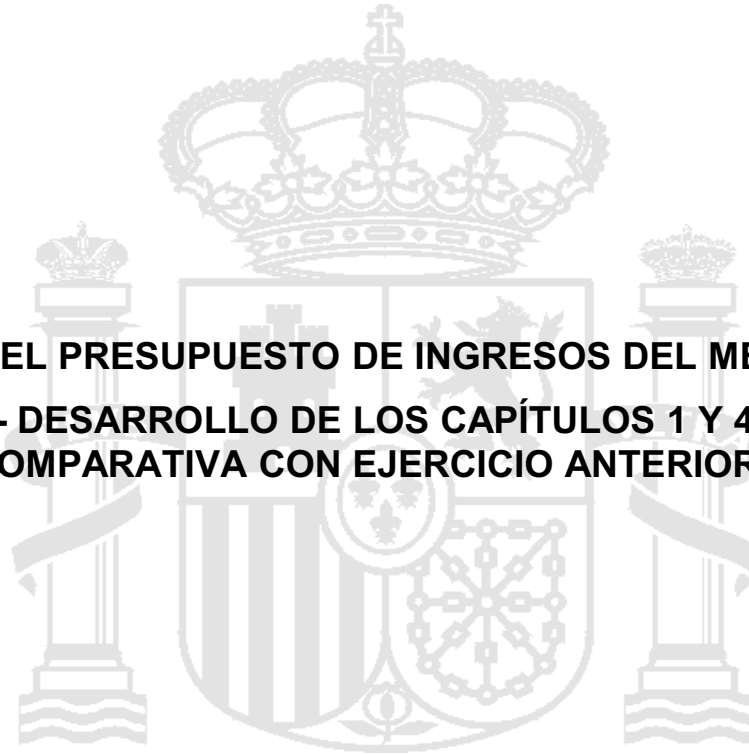 EL PRESUPUESTO DE INGRESOS DEL ME
- DESARROLLO DE LOS CAPÍTULOS 1 Y 4
OMPARATIVA CON EJERCICIO ANTERIOR